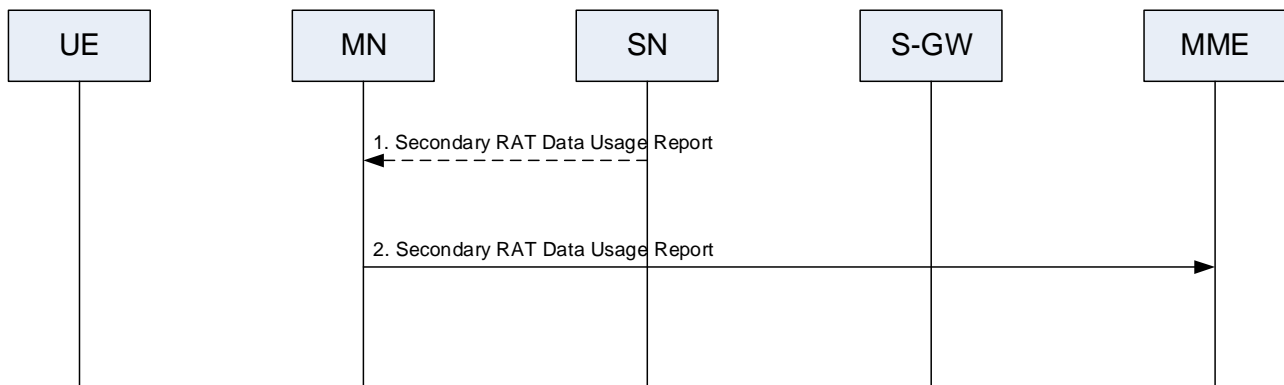 UE
MN
SN
S-GW
MME
1. Secondary RAT Data Usage Report
2. Secondary RAT Data Usage Report